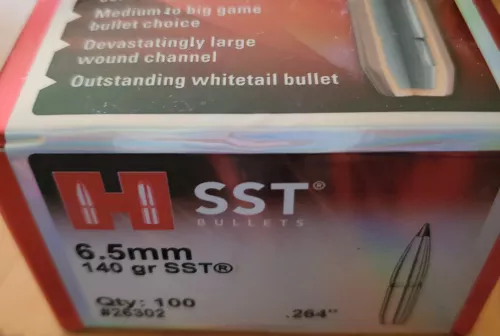 Medium to big game
bullet choice
Devastatingly large
wound channel
Outstanding whitetail bullet
H SST®
BULLETS
6.5mm
140 gr SST®
Qty: 100
#26302
.264"